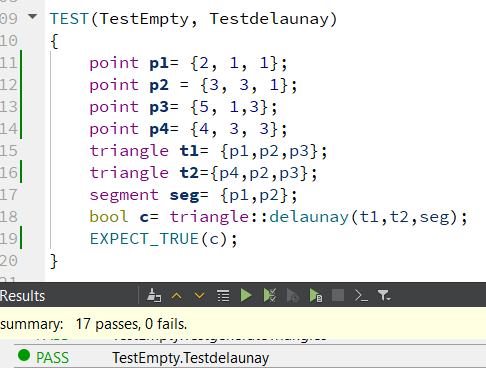 09 TEST(TestEmpty, Testdelaunay)
10 {
11 point p1= {2, 1, 1};
12 point p2 = {3, 3, 1};
13 point p3= {5, 1,3};
14 point p4= {4, 3, 3};
15 triangle t1= {p1,p2,p3};
16 triangle t2={p4,p2,p3};
17 segment seg= {p1,p2};
18 bool c= triangle::delaunay(t1,t2,seg);
19 EXPECT_TRUE(c);
20 }
Results
summary: 17 passes, 0 fails.
PASS TestEmpty.Testdelaunay